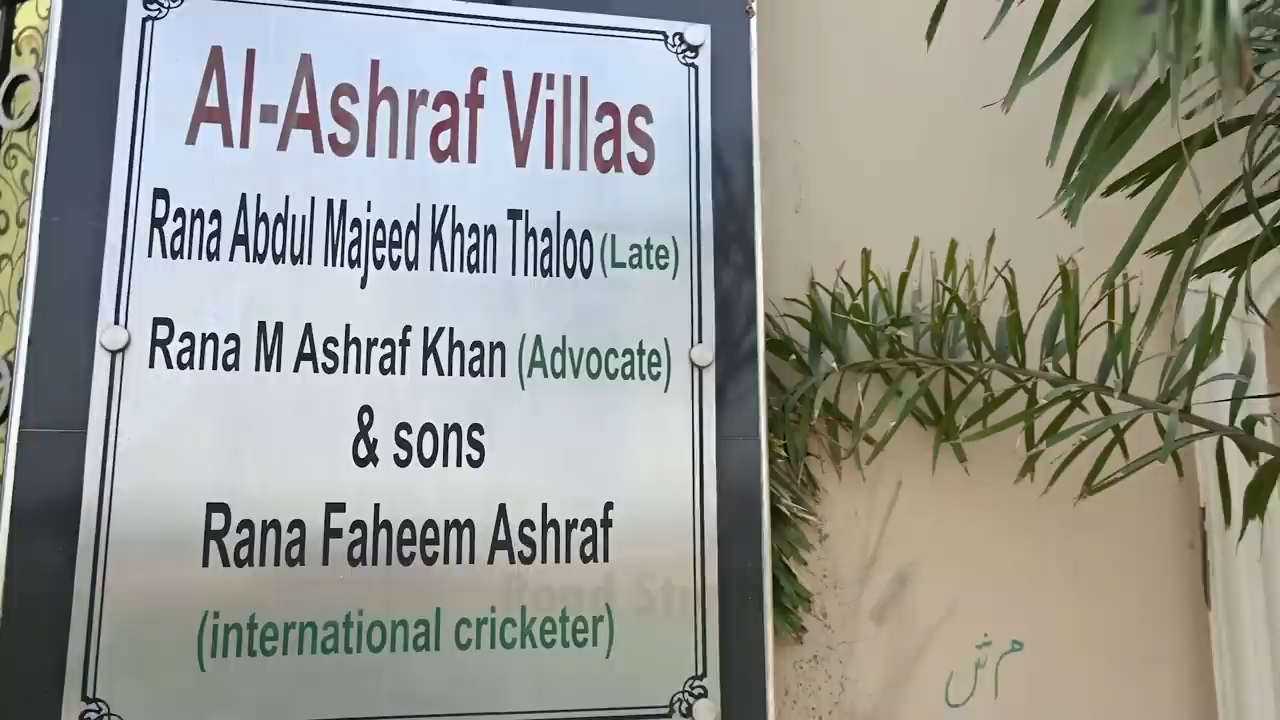 Al-Ashraf Villas
Rana Abdul Majeed Khan Thaloo (Late)
Rana M Ashraf Khan (Advocate)
& sons
Rana Faheem Ashraf
(international cricketer)
م ش